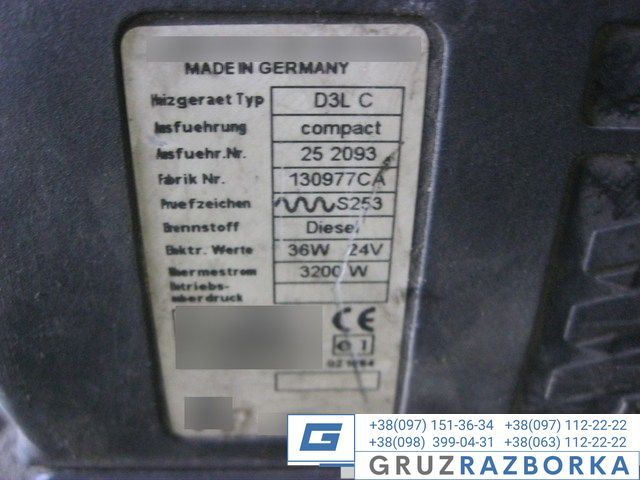 MADE IN GERMANY
Heizgeraet Typ D3L C
Ausfuehrung compact
Ausfuehr.Nr. 25 2093
Fabrik Nr. 130977CA
Pruefzeichen S253
Brennstoff Diesel
Elektr. Werte 36W 24V
Waermestrom 3200 W
Betriebs-
ueberdruck
CE
e 1
G
+38(097) 151-36-34 +38(097) 112-22-22
+38(098) 399-04-31 +38(063) 112-22-22
GRUZRAZBORKA